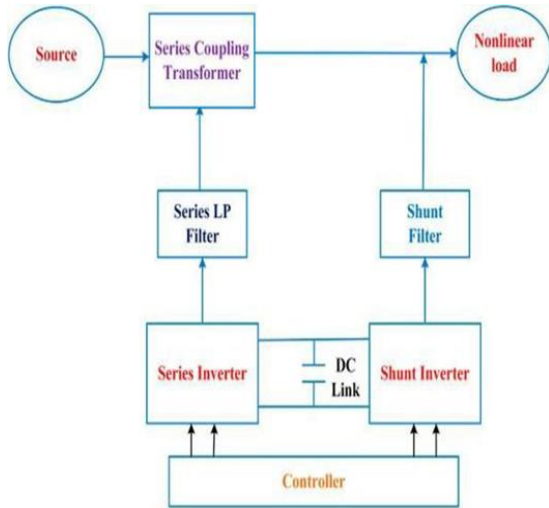 Source
Series Coupling
Transformer
Nonlinear
load
Series LP
Filter
Shunt
Filter
Series Inverter
DC
Link
Shunt Inverter
Controller